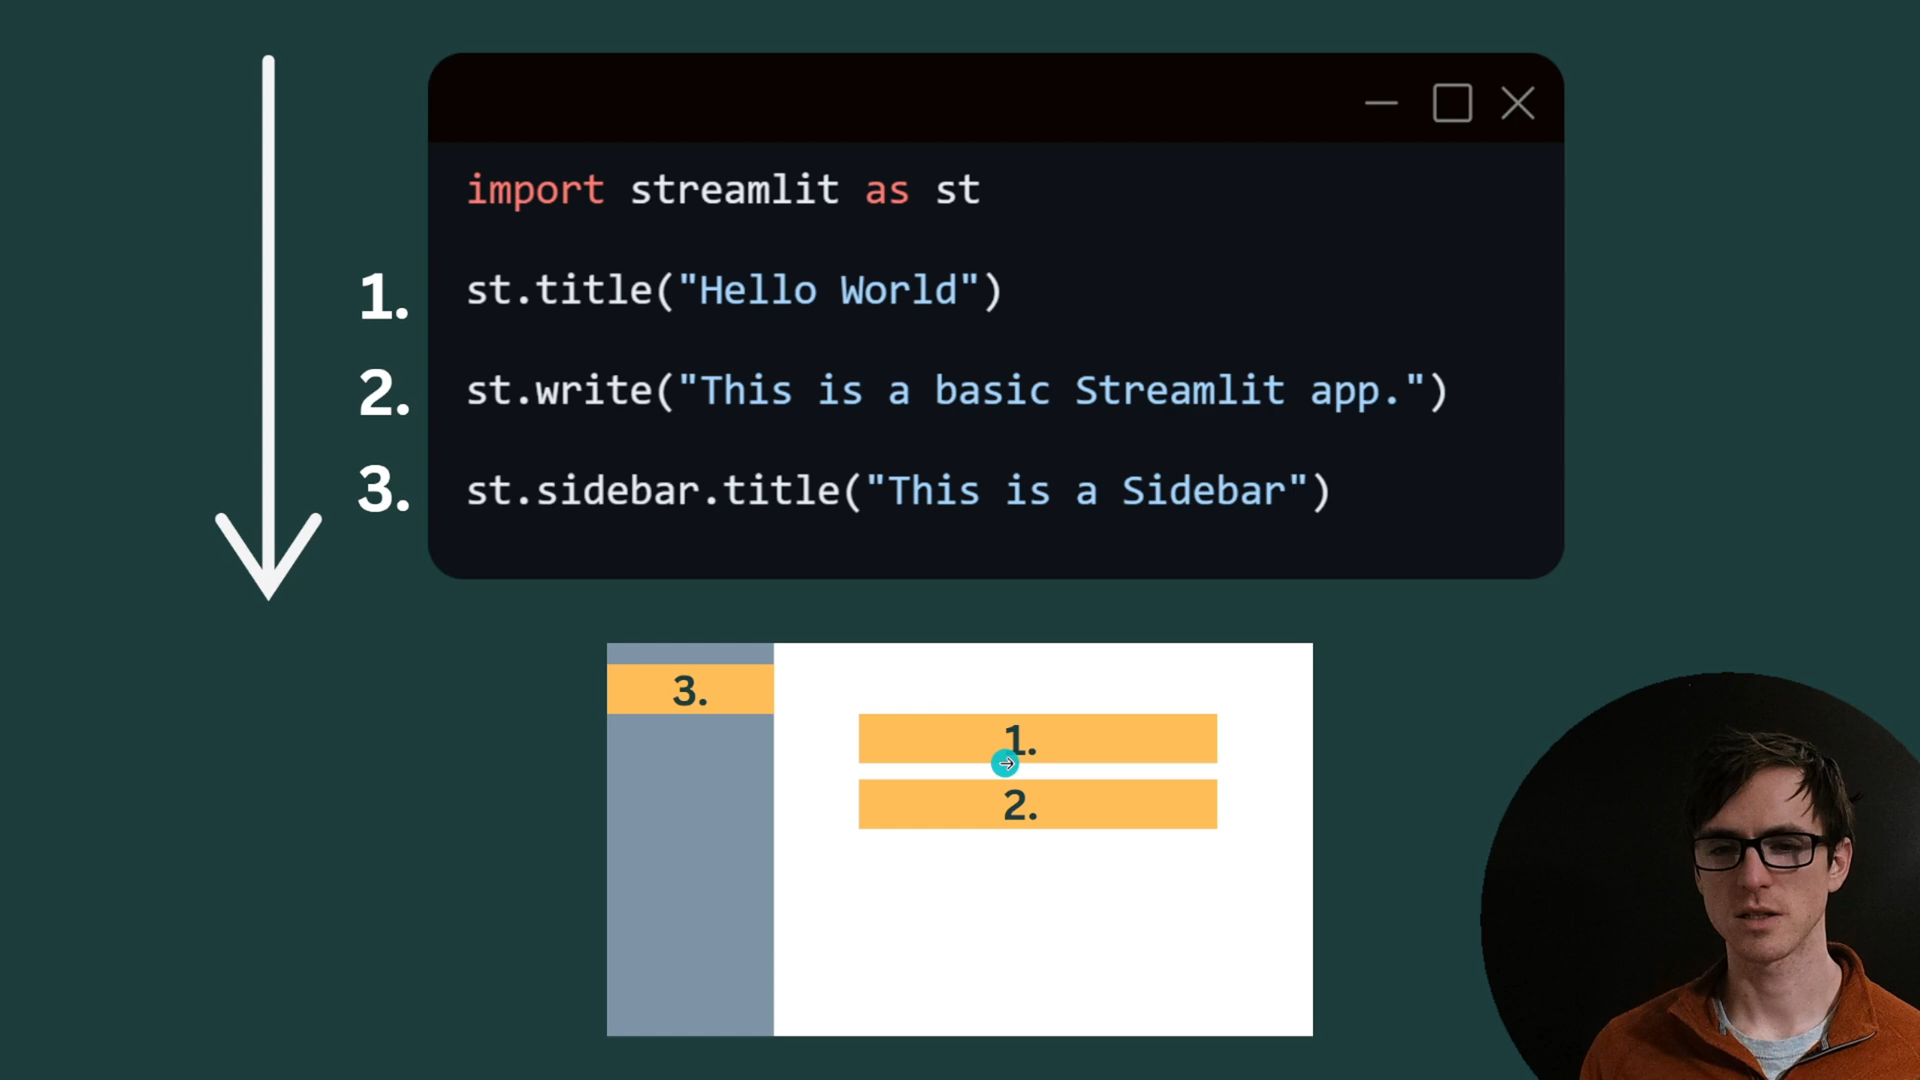 import streamlit as st
1. st.title("Hello World")
2. st.write("This is a basic Streamlit app.")
3. st.sidebar.title("This is a Sidebar")
3.
1.
2.